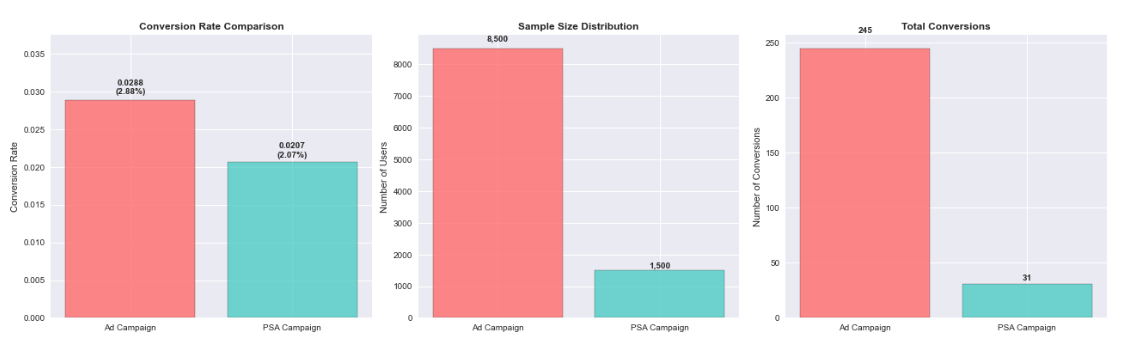 Conversion Rate Comparison
0.035
0.030
0.025
0.020
0.015
0.010
0.005
0.000
Conversion Rate
0.0288
(2.88%)
0.0207
(2.07%)
Ad Campaign
PSA Campaign
Sample Size Distribution
8000
7000
6000
5000
4000
3000
2000
1000
0
Number of Users
8,500
1,500
Ad Campaign
PSA Campaign
Total Conversions
250
200
150
100
50
0
Number of Conversions
245
31
Ad Campaign
PSA Campaign